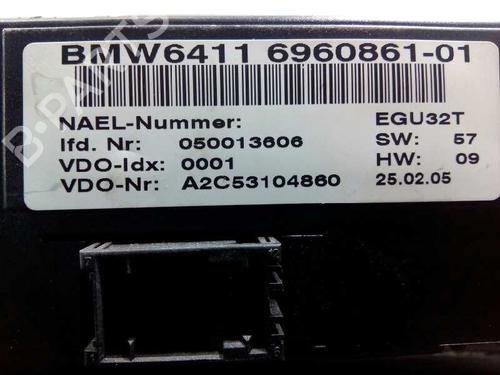 BMW6411 6960861-01
NAEL-Nummer: EGU32T
lfd. Nr: 050013606 SW: 57
VDO-Idx: 0001 HW: 09
VDO-Nr: A2C53104860 25.02.05
B-PARTS